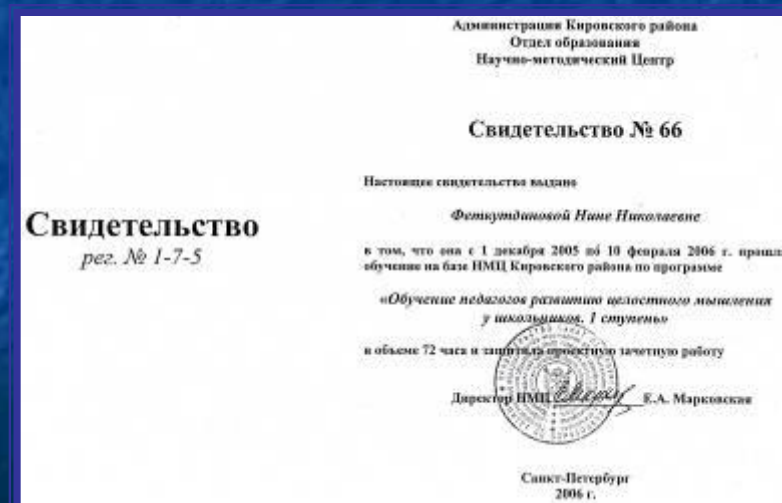 Свидетельство
рег. № 1-7-5
Администрация Кировского района
Отдел образования
Научно-методический Центр
Свидетельство № 66
Настоящее свидетельство выдано
Феткутдиновой Нине Николаевне
в том, что она с 1 декабря 2005 по 10 февраля 2006 г. прошл
обучение на базе НМЦ Кировского района по программе
«Обучение педагогов развитию целостного мышления
у школьников. 1 ступень»
в объеме 72 часа и защитила проектную зачетную работу
Директор НМЦ Е.А. Марковская
Санкт-Петербург
2006 г.